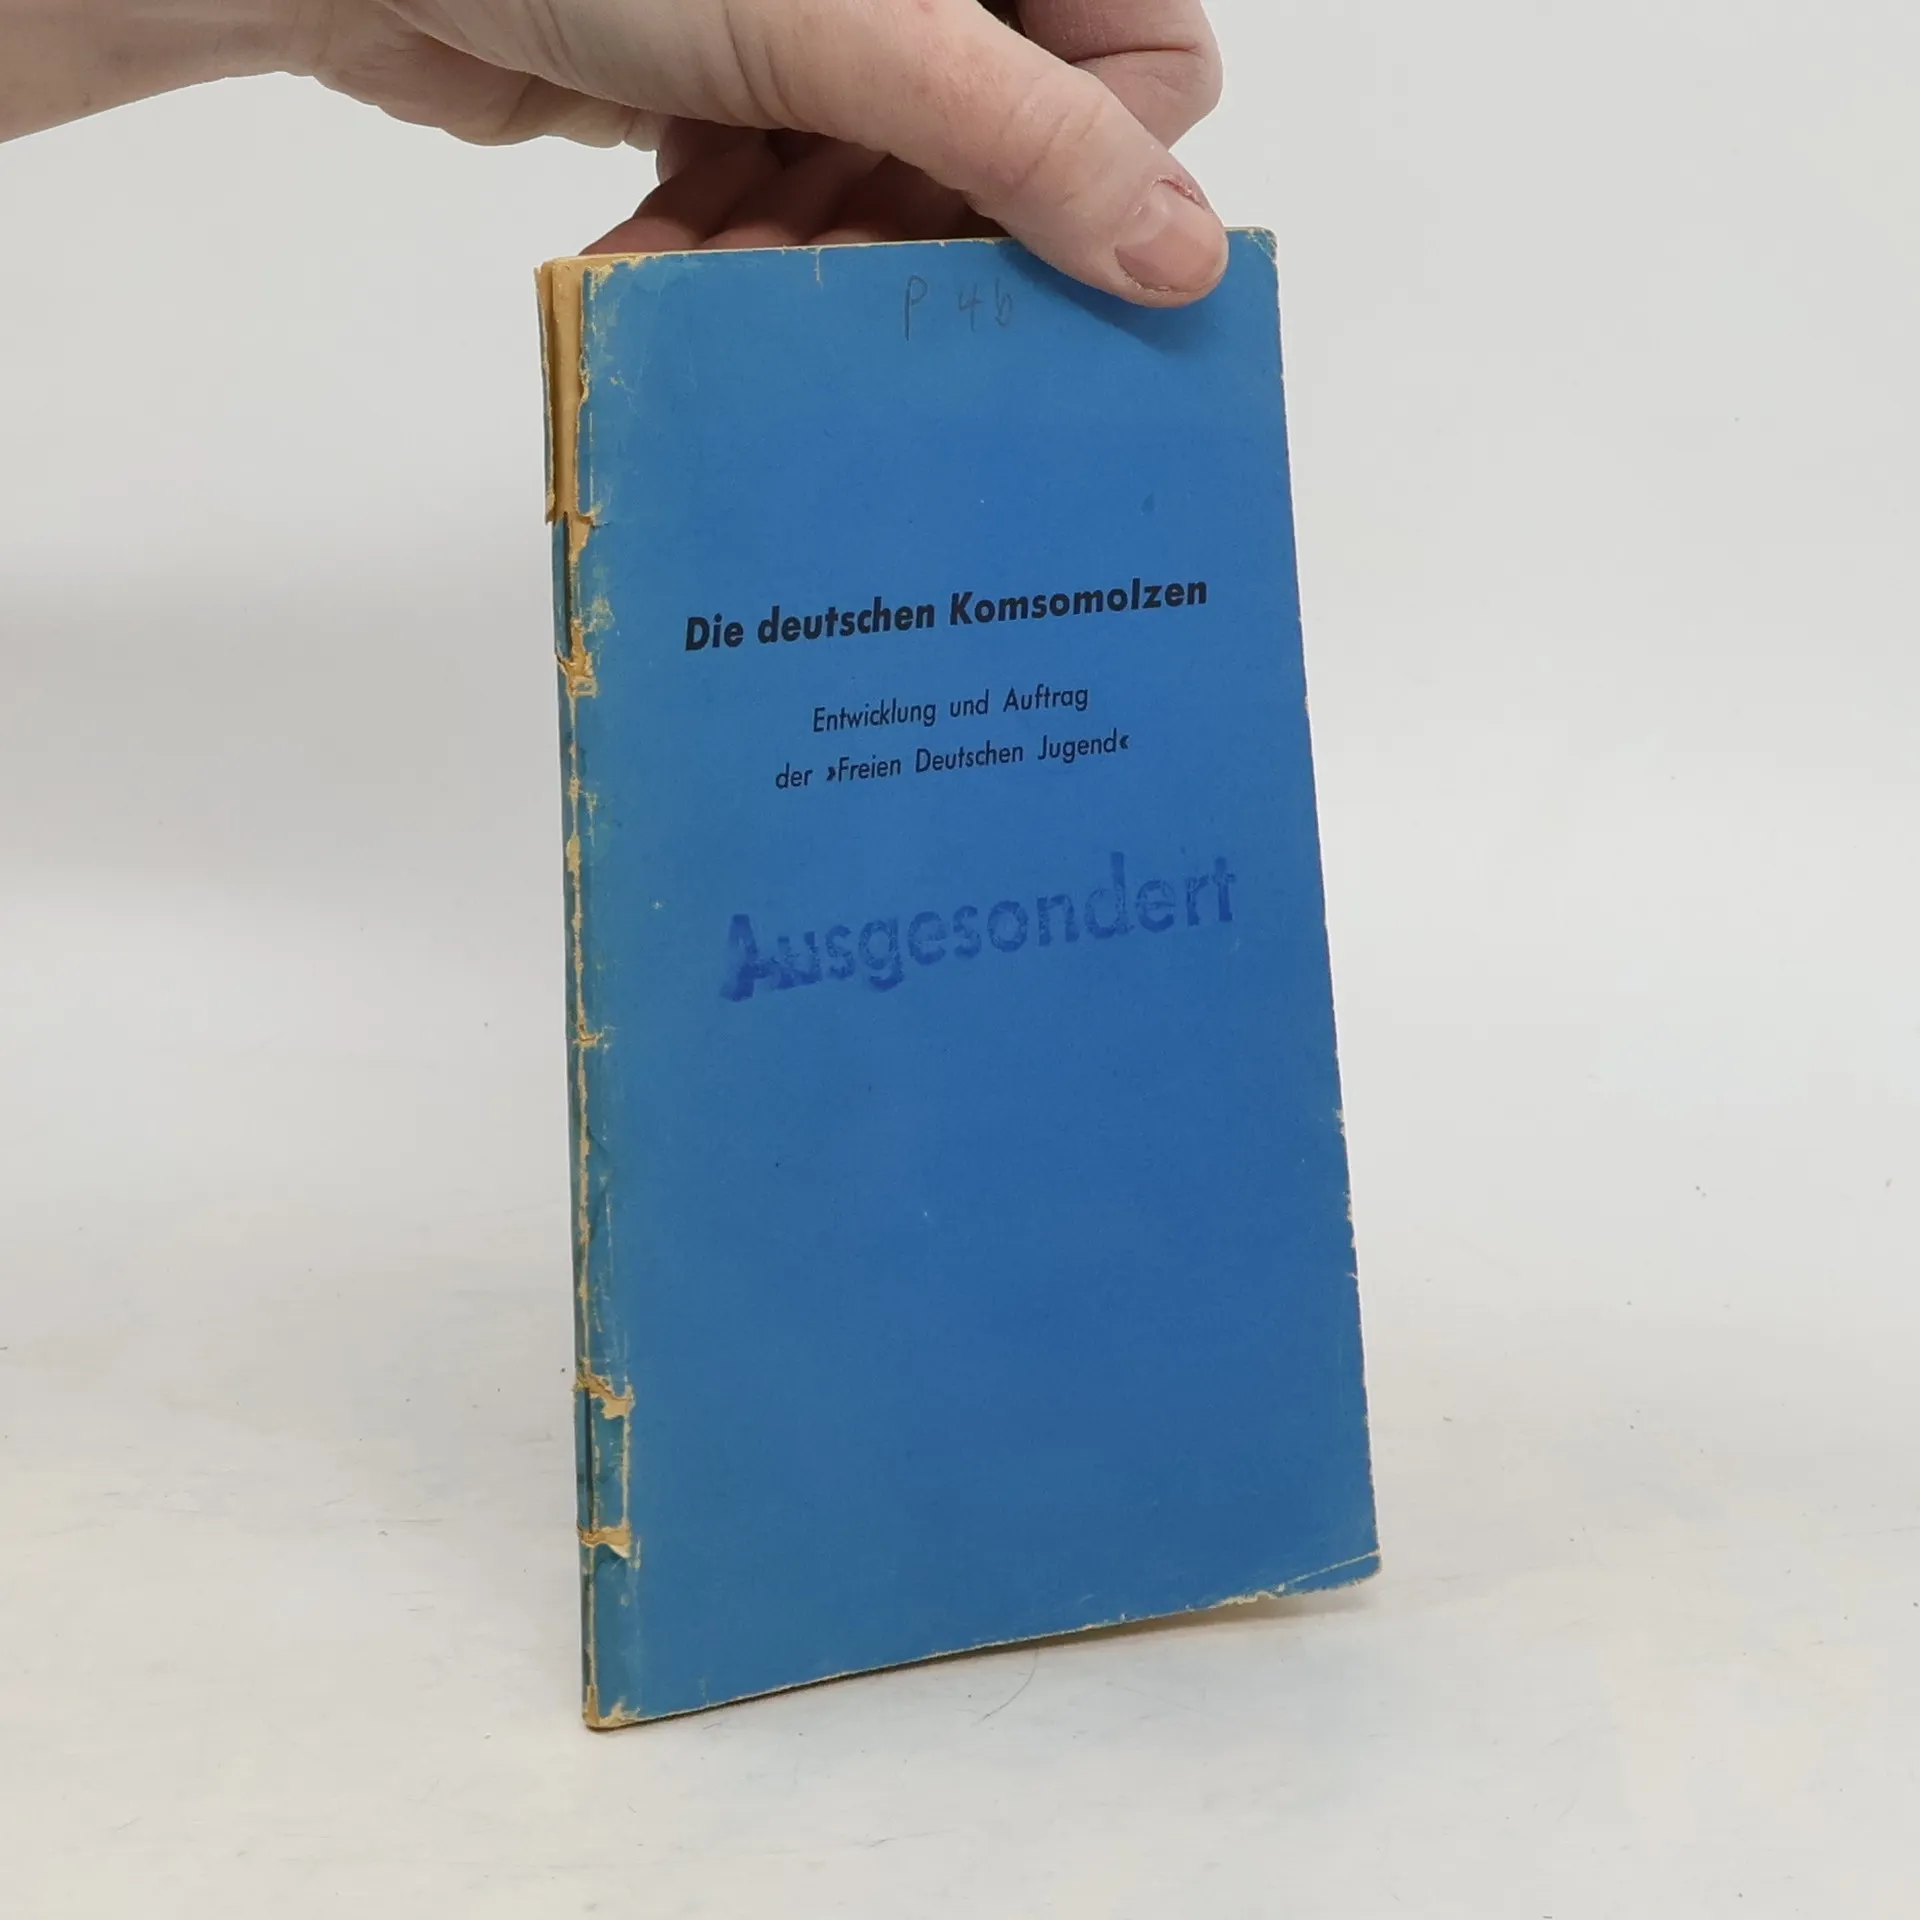 P 4b
Die deutschen Komsomolzen
Entwicklung und Auftrag
der »Freien Deutschen Jugend«
Ausgesondert